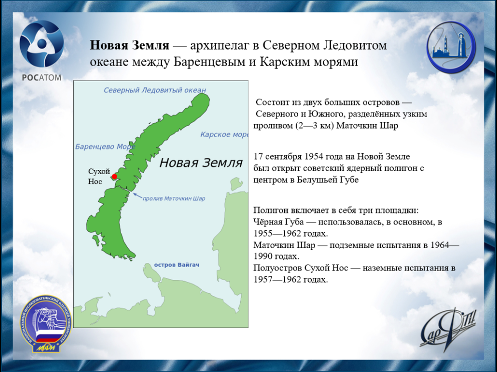 РОСАТОМ
Новая Земля — архипелаг в Северном Ледовитом
океане между Баренцевым и Карским морями
Северный Ледовитый океан
Карское море
Баренцево Море
Новая Земля
Сухой
Нос
пролив Маточкин Шар
остров Вайгач
Состоит из двух больших островов —
Северного и Южного, разделённых узким
проливом (2—3 км) Маточкин Шар
17 сентября 1954 года на Новой Земле
был открыт советский ядерный полигон с
центром в Белушьей Губе
Полигон включает в себя три площадки:
Чёрная Губа — использовалась, в основном, в
1955—1962 годах.
Маточкин Шар — подземные испытания в 1964—
1990 годах.
Полуостров Сухой Нос — наземные испытания в
1957—1962 годах.
СарФТИ